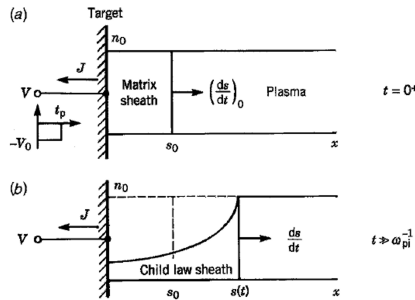 Target
(a)
n₀
J
Matrix sheath
(ds/dt)₀
Plasma
t = 0⁺
V
tₚ
−V₀
s₀
x
(b)
n₀
J
ds/dt
t ≫ ωₚᵢ⁻¹
V
Child law sheath
s₀
s(t)
x